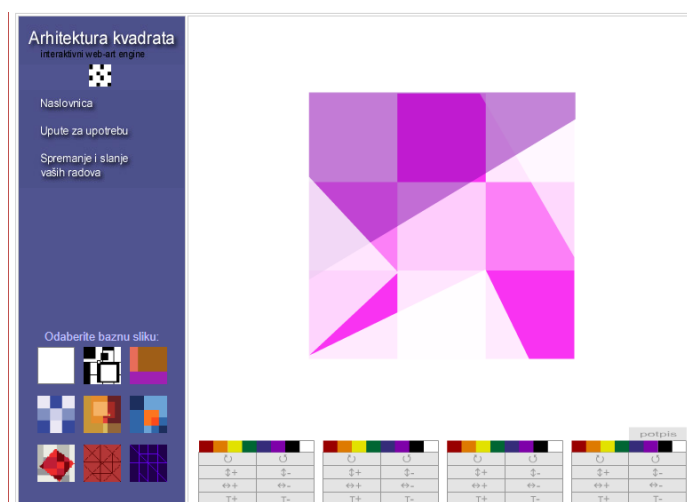 Arhitektura kvadrata
interaktivni web-art engine
Naslovnica
Upute za upotrebu
Spremanje i slanje
vaših radova
Odaberite baznu sliku:
potpis
↕+ ↕- ↕+ ↕- ↕+ ↕- ↕+ ↕-
⇔+ ⇔- ⇔+ ⇔- ⇔+ ⇔- ⇔+ ⇔-
T+ T- T+ T- T+ T- T+ T-